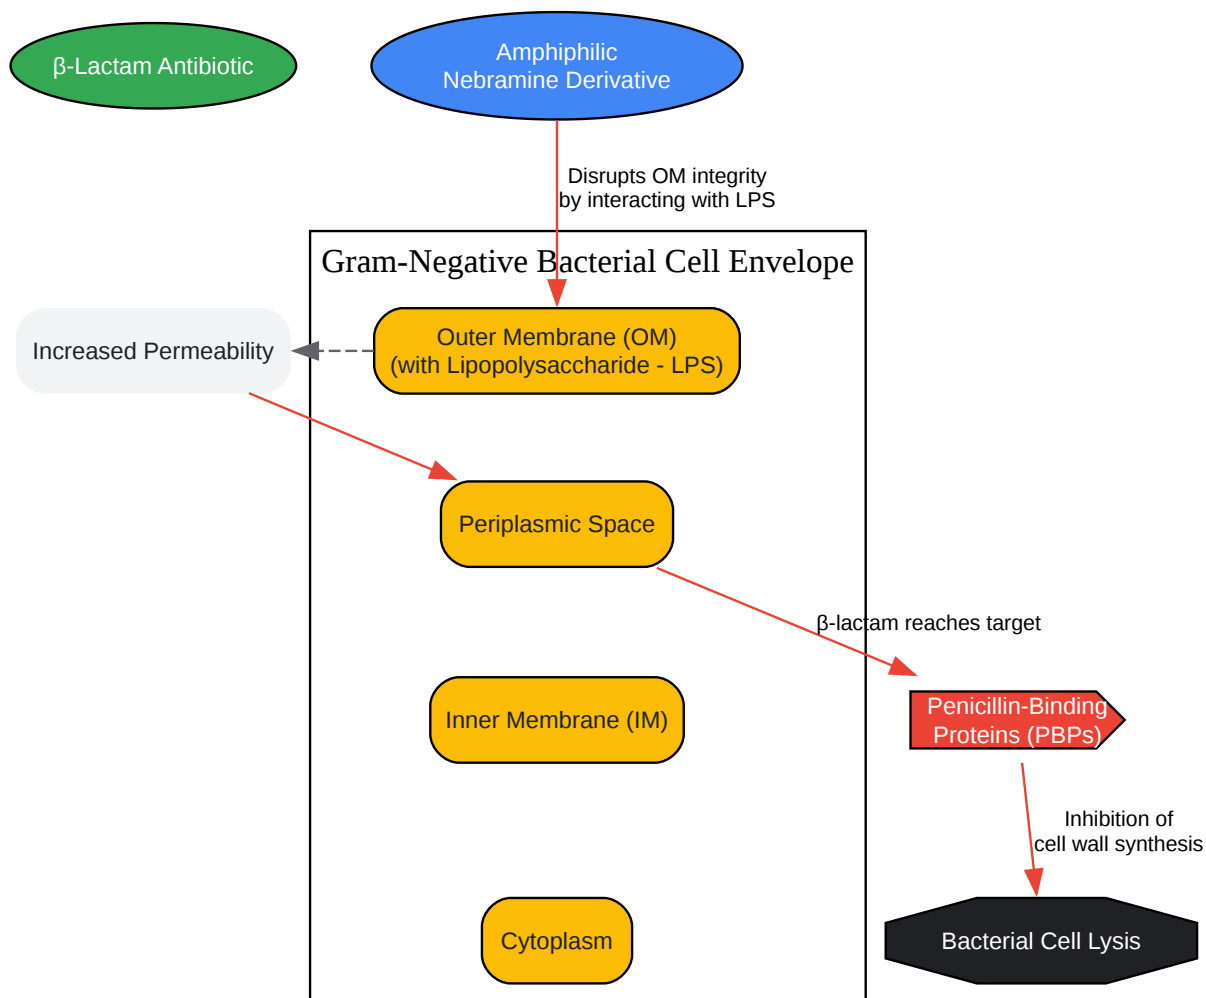 β-Lactam Antibiotic
Amphiphilic
Nebramine Derivative
Disrupts OM integrity
by interacting with LPS
Gram-Negative Bacterial Cell Envelope
Increased Permeability
Outer Membrane (OM)
(with Lipopolysaccharide - LPS)
Periplasmic Space
β-lactam reaches target
Inner Membrane (IM)
Penicillin-Binding
Proteins (PBPs)
Inhibition of
cell wall synthesis
Cytoplasm
Bacterial Cell Lysis